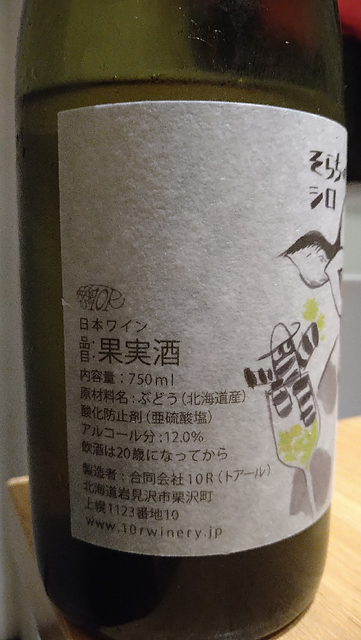 そらち
シロ
10R
日本ワイン
品目:果実酒
内容量:750ml
原材料名:ぶどう(北海道産)
酸化防止剤(亜硫酸塩)
アルコール分:12.0%
飲酒は20歳になってから
製造者:合同会社10R(トアール)
北海道岩見沢市栗沢町
上幌1123番地10
www.10rwinery.jp